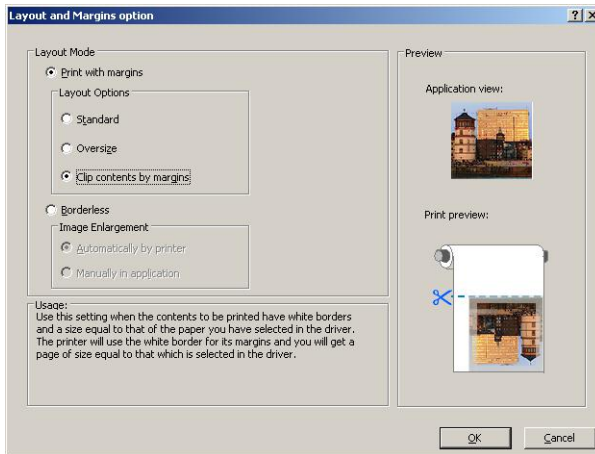 Layout and Margins option
Layout Mode
Print with margins
Layout Options
Standard
Oversize
Clip contents by margins
Borderless
Image Enlargement
Automatically by printer
Manually in application
Usage:
Use this setting when the contents to be printed have white borders
and a size equal to that of the paper you have selected in the driver.
The printer will use the white border for its margins and you will get a
page of size equal to that which is selected in the driver.
Preview
Application view:
Print preview:
OK
Cancel